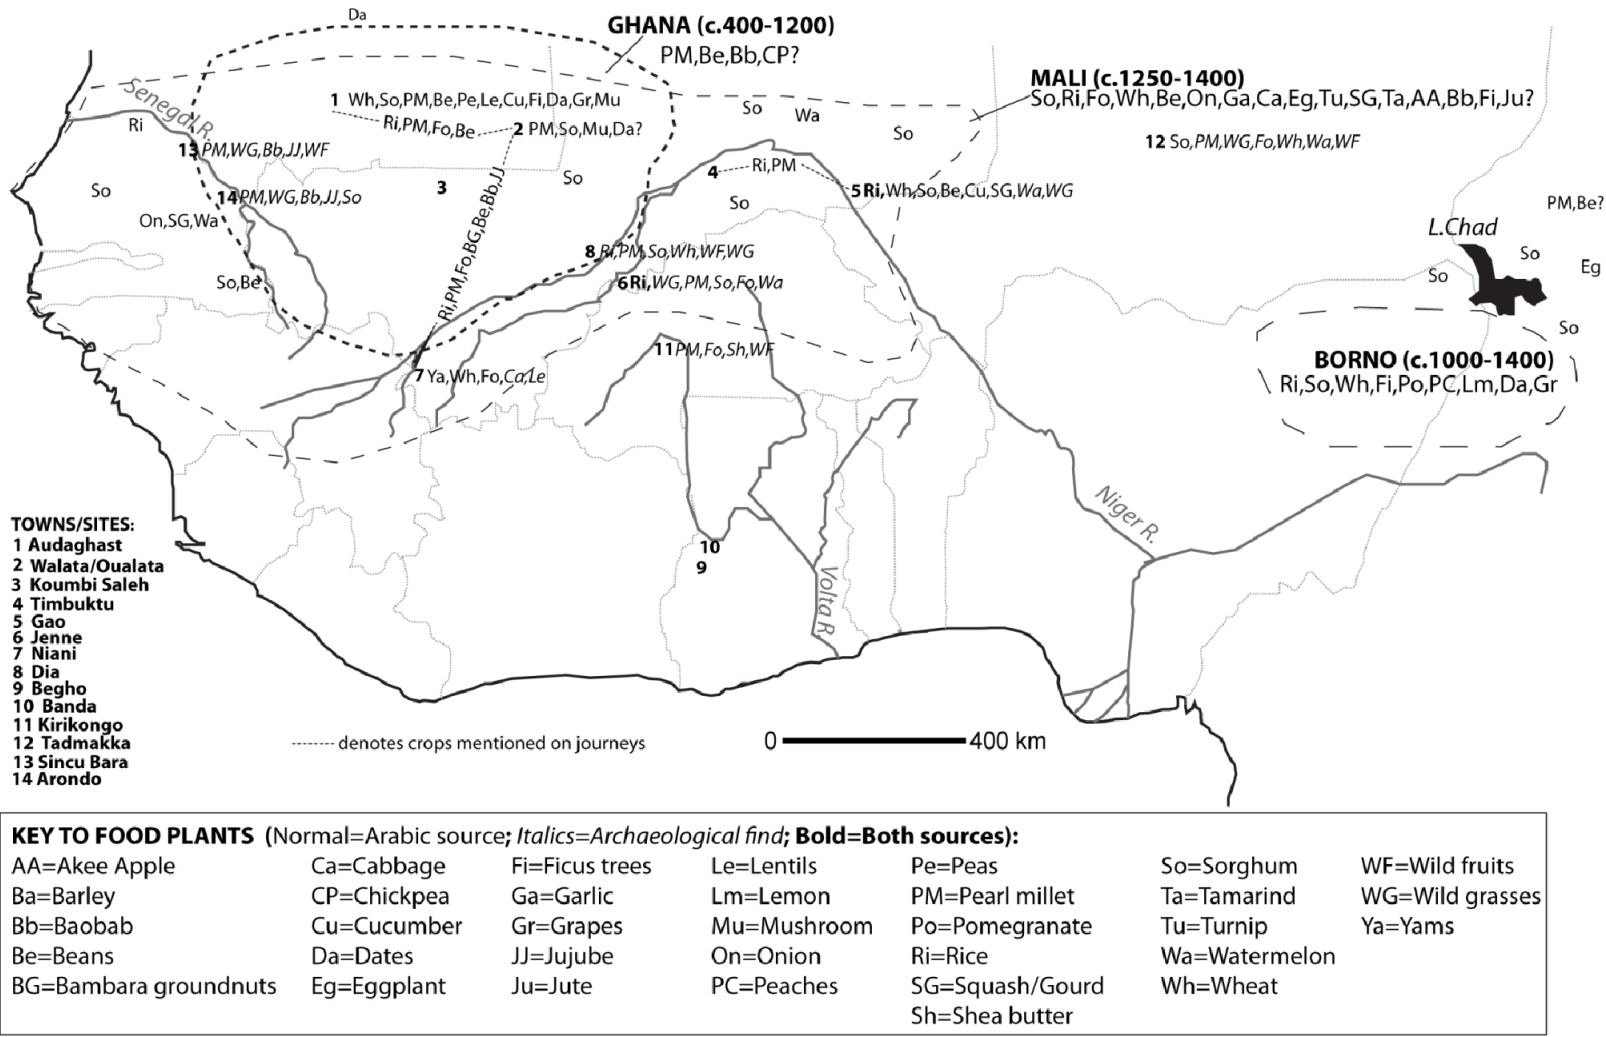 Da
GHANA (c.400-1200)
PM,Be,Bb,CP?
MALI (c.1250-1400)
So,Ri,Fo,Wh,Be,On,Ga,Ca,Eg,Tu,SG,Ta,AA,Bb,Fi,Ju?
Senegal R.
1 Wh,So,PM,Be,Pe,Le,Cu,Fi,Da,Gr,Mu
So
Wa
Ri
Ri,PM,Fo,Be
2 PM,So,Mu,Da?
So
12 So,PM,WG,Fo,Wh,Wa,WF
13 PM,WG,Bb,JJ,WF
4
Ri,PM
So
3
So
5 Ri,Wh,So,Be,Cu,SG,Wa,WG
14 PM,WG,Bb,JJ,So
So
PM,Be?
On,SG,Wa
L.Chad
Ri,PM,Fo,BG,Be,Bb,JJ
8 Ri,PM,So,Wh,WF,WG
So
Eg
So
So,Be
6 Ri,WG,PM,So,Fo,Wa
So
11 PM,Fo,Sh,WF
BORNO (c.1000-1400)
Ri,So,Wh,Fi,Po,PC,Lm,Da,Gr
7 Ya,Wh,Fo,Ca,Le
Niger R.
10
9
Volta R
TOWNS/SITES:
1 Audaghast
2 Walata/Oualata
3 Koumbi Saleh
4 Timbuktu
5 Gao
6 Jenne
7 Niani
8 Dia
9 Begho
10 Banda
11 Kirikongo
12 Tadmakka
13 Sincu Bara
14 Arondo
denotes crops mentioned on journeys
0 400 km
KEY TO FOOD PLANTS (Normal=Arabic source; Italics=Archaeological find; Bold=Both sources):
AA=Akee Apple Ca=Cabbage Fi=Ficus trees Le=Lentils Pe=Peas So=Sorghum WF=Wild fruits
Ba=Barley CP=Chickpea Ga=Garlic Lm=Lemon PM=Pearl millet Ta=Tamarind WG=Wild grasses
Bb=Baobab Cu=Cucumber Gr=Grapes Mu=Mushroom Po=Pomegranate Tu=Turnip Ya=Yams
Be=Beans Da=Dates JJ=Jujube On=Onion Ri=Rice Wa=Watermelon
BG=Bambara groundnuts Eg=Eggplant Ju=Jute PC=Peaches SG=Squash/Gourd Wh=Wheat
Sh=Shea butter